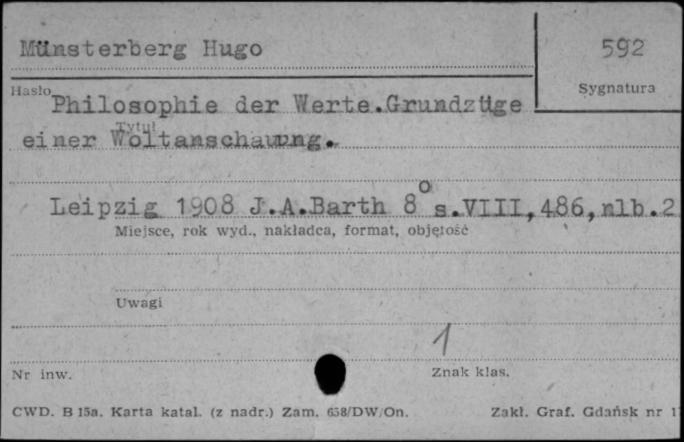 Münsterberg Hugo
592
Hasło
Sygnatura
Philosophie der Werte.Grundzüge
Tytuł
einer Woltanschauung.
Leipzig 1908 J.A.Barth 8° s.VIII,486,nlb.2
Miejsce, rok wyd., nakładca, format, objętość
Uwagi
1
Nr inw.
Znak klas.
CWD. B 15a. Karta katal. (z nadr.) Zam. 658/DW/On.
Zakł. Graf. Gdańsk nr